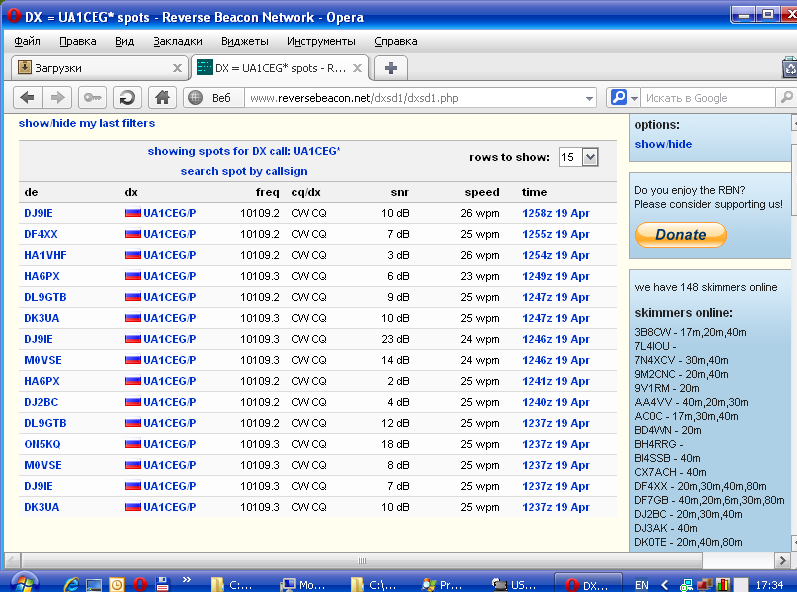 DX = UA1CEG* spots - Reverse Beacon Network - Opera
Файл Правка Вид Закладки Виджеты Инструменты Справка
Загрузки DX = UA1CEG* spots - R...
Веб www.reversebeacon.net/dxsd1/dxsd1.php Искать в Google
show/hide my last filters
showing spots for DX call: UA1CEG*
search spot by callsign
rows to show: 15
de dx freq cq/dx snr speed time
DJ9IE UA1CEG/P 10109.2 CW CQ 10 dB 26 wpm 1258z 19 Apr
DF4XX UA1CEG/P 10109.2 CW CQ 7 dB 25 wpm 1255z 19 Apr
HA1VHF UA1CEG/P 10109.2 CW CQ 3 dB 26 wpm 1254z 19 Apr
HA6PX UA1CEG/P 10109.3 CW CQ 6 dB 23 wpm 1249z 19 Apr
DL9GTB UA1CEG/P 10109.2 CW CQ 9 dB 25 wpm 1247z 19 Apr
DK3UA UA1CEG/P 10109.3 CW CQ 10 dB 25 wpm 1247z 19 Apr
DJ9IE UA1CEG/P 10109.3 CW CQ 23 dB 24 wpm 1246z 19 Apr
M0VSE UA1CEG/P 10109.3 CW CQ 14 dB 24 wpm 1246z 19 Apr
HA6PX UA1CEG/P 10109.2 CW CQ 2 dB 25 wpm 1241z 19 Apr
DJ2BC UA1CEG/P 10109.2 CW CQ 4 dB 25 wpm 1240z 19 Apr
DL9GTB UA1CEG/P 10109.2 CW CQ 12 dB 25 wpm 1237z 19 Apr
ON5KQ UA1CEG/P 10109.3 CW CQ 18 dB 25 wpm 1237z 19 Apr
M0VSE UA1CEG/P 10109.3 CW CQ 8 dB 25 wpm 1237z 19 Apr
DJ9IE UA1CEG/P 10109.3 CW CQ 7 dB 25 wpm 1237z 19 Apr
DK3UA UA1CEG/P 10109.3 CW CQ 10 dB 25 wpm 1237z 19 Apr
options:
show/hide
Do you enjoy the RBN?
Please consider supporting us!
Donate
we have 148 skimmers online
skimmers online:
3B8CW - 17m,20m,40m
7L4IOU -
7N4XCV - 30m,40m
9M2CNC - 20m,40m
9V1RM - 20m
AA4VV - 40m,20m,30m
AC0C - 17m,30m,40m
BD4WN - 20m
BH4RRG -
BI4SSB - 40m
CX7ACH - 40m
DF4XX - 20m,30m,40m,80m
DF7GB - 40m,20m,6m,30m,80m
DJ2BC - 20m,30m,40m
DJ3AK - 40m
DK0TE - 20m,40m,80m
C:... Mo... C:\... Pr... US... DX... EN 17:34